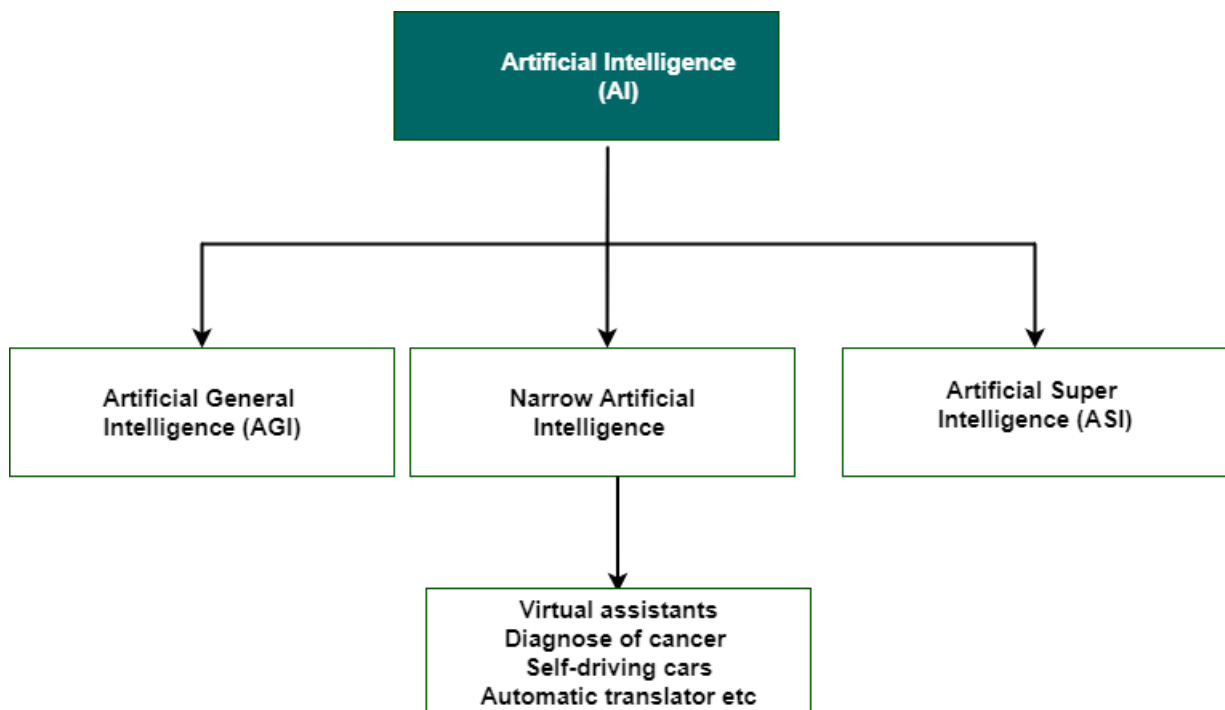 Artificial Intelligence
(AI)
Artificial General
Intelligence (AGI)
Narrow Artificial
Intelligence
Artificial Super
Intelligence (ASI)
Virtual assistants
Diagnose of cancer
Self-driving cars
Automatic translator etc